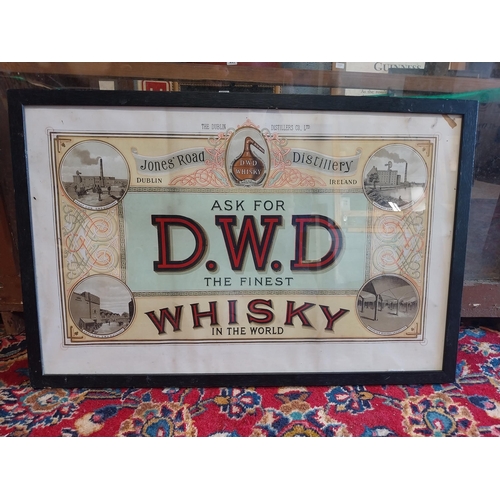 GUINNESS
THE DUBLIN DISTILLERS CO. LTD
Jones' Road Distillery
D.W.D
WHISKY
DUBLIN IRELAND
ASK FOR
D.W.D
THE FINEST
WHISKY
IN THE WORLD